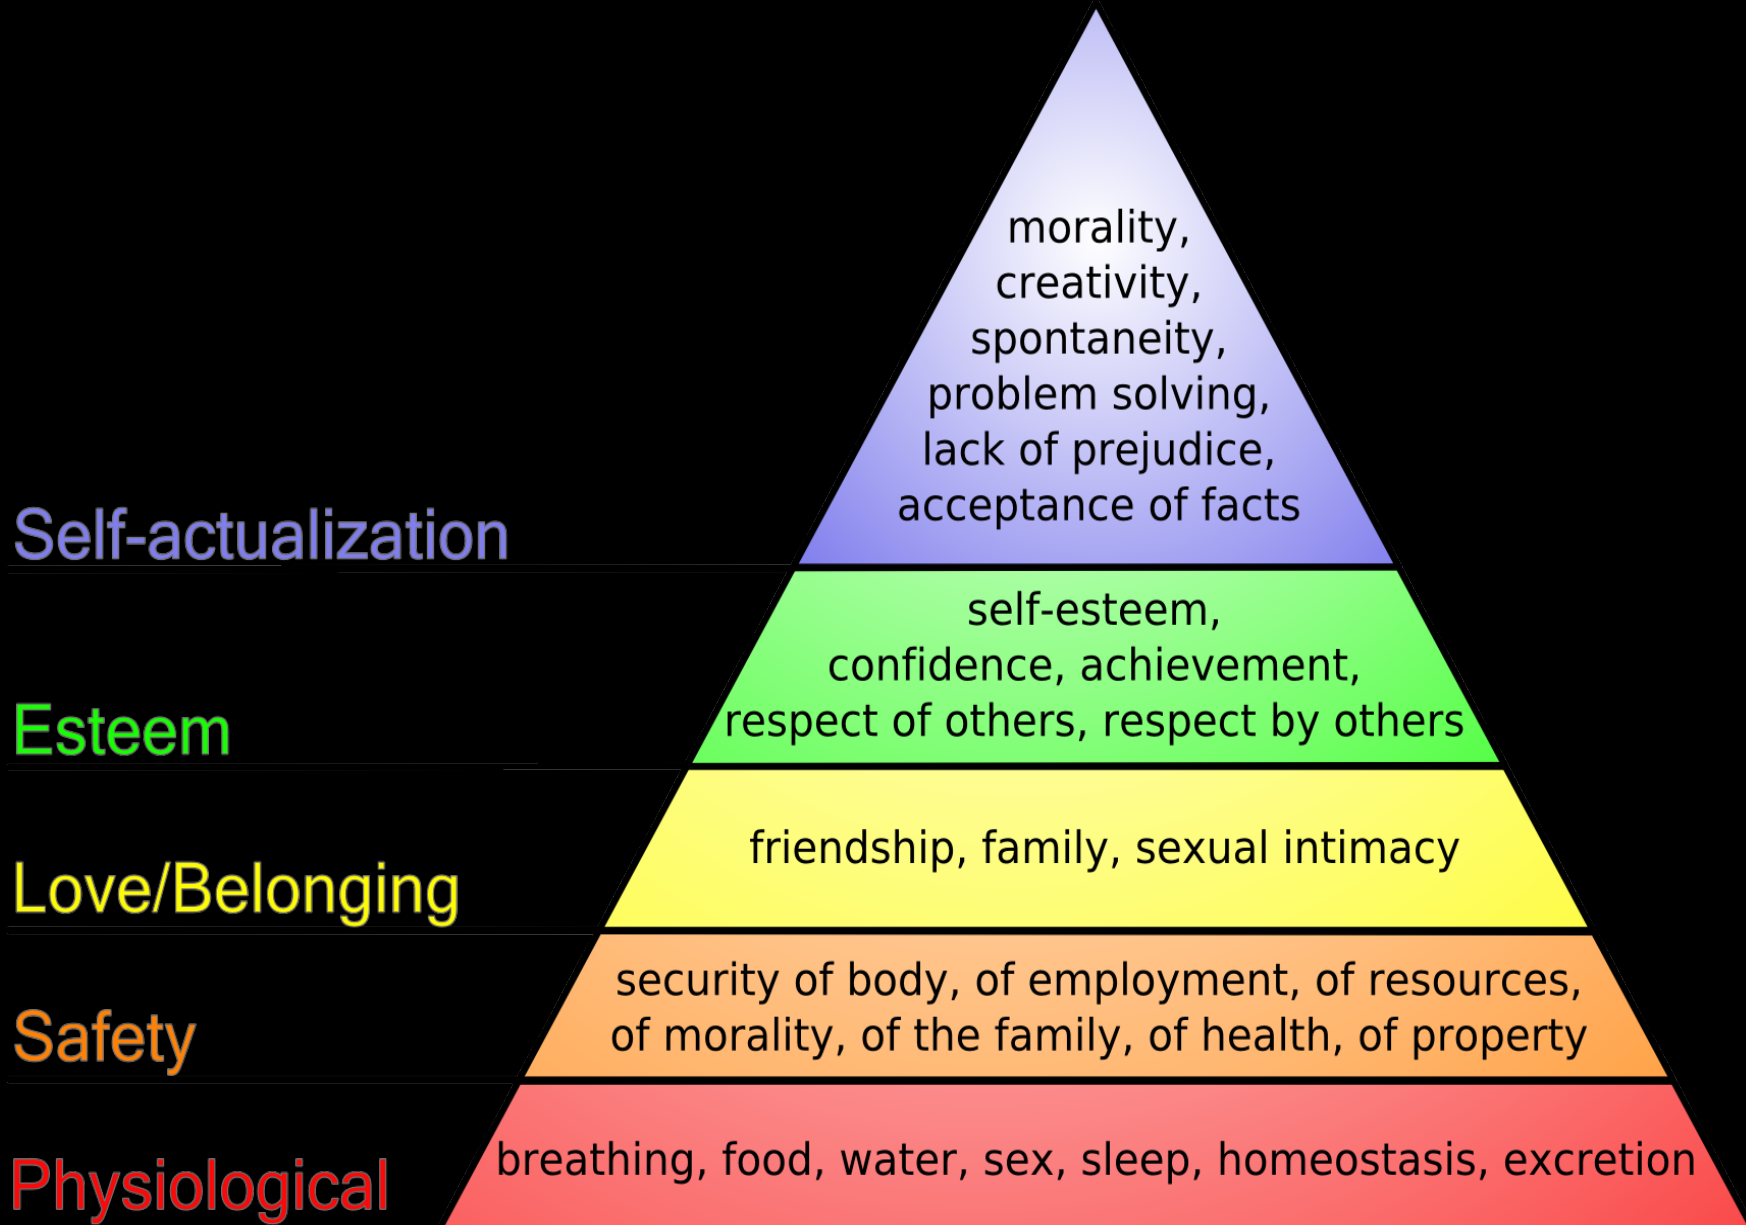 morality,
creativity,
spontaneity,
problem solving,
lack of prejudice,
acceptance of facts
Self-actualization
self-esteem,
confidence, achievement,
respect of others, respect by others
Esteem
friendship, family, sexual intimacy
Love/Belonging
security of body, of employment, of resources,
of morality, of the family, of health, of property
Safety
breathing, food, water, sex, sleep, homeostasis, excretion
Physiological